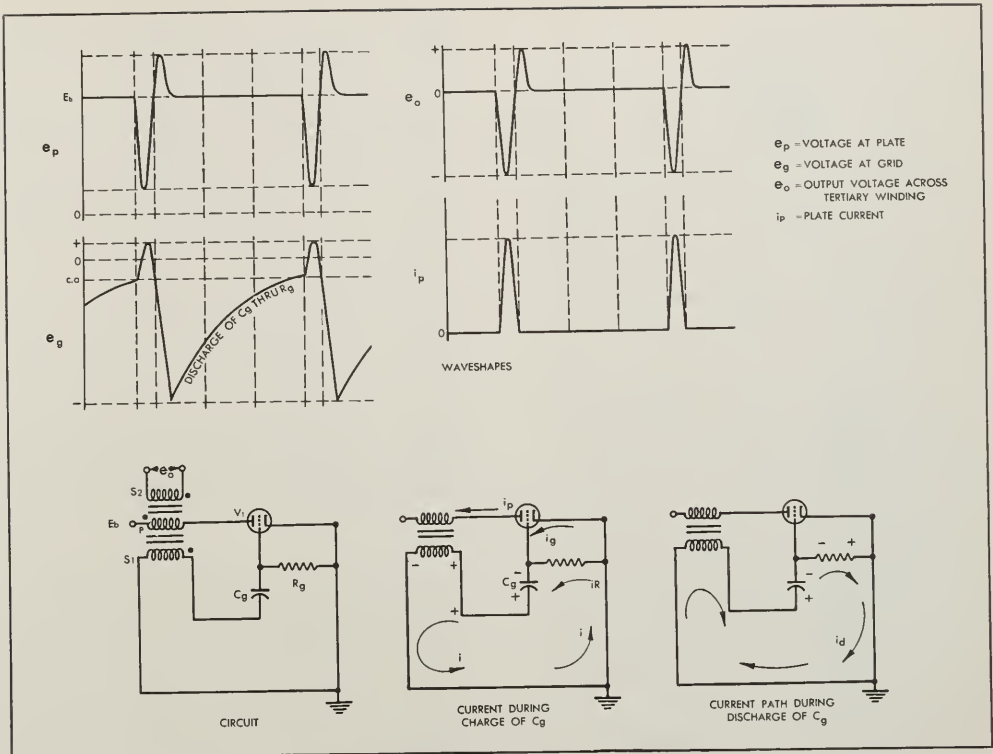 Eb
ep
0
+
0
c.o
eg
-
DISCHARGE OF Cg THRU Rg
+
eo
0
-
ip
0
WAVESHAPES
ep = VOLTAGE AT PLATE
eg = VOLTAGE AT GRID
eo = OUTPUT VOLTAGE ACROSS
TERTIARY WINDING
ip = PLATE CURRENT
eo
S2
Eb
P
V1
S1
Rg
Cg
CIRCUIT
ip
ig
- +
-
Cg
+
iR
+
i
i
CURRENT DURING
CHARGE OF Cg
- +
-
+
id
CURRENT PATH DURING
DISCHARGE OF Cg